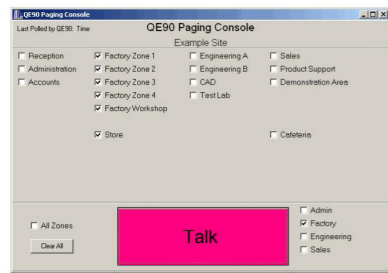 QE90 Paging Console
Last Polled by QE90: Time
QE90 Paging Console
Example Site
Reception
Factory Zone 1
Engineering A
Sales
Administration
Factory Zone 2
Engineering B
Product Support
Accounts
Factory Zone 3
CAD
Demonstration Area
Factory Zone 4
Test Lab
Factory Workshop
Store
Cafeteria
All Zones
Clear All
Talk
Admin
Factory
Engineering
Sales